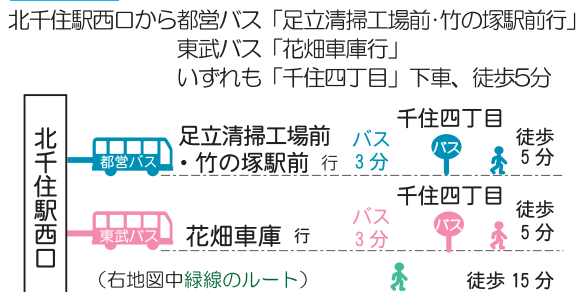 北千住駅西口から都営バス「足立清掃工場前・竹の塚駅前行」
東武バス「花畑車庫行」
いずれも「千住四丁目」下車、徒歩5分
北千住駅西口
都営バス
足立清掃工場前
・竹の塚駅前 行
バス
3分
千住四丁目
バス
徒歩
5分
東武バス
花畑車庫 行
バス
3分
千住四丁目
バス
徒歩
5分
（右地図中緑線のルート）
徒歩 15分